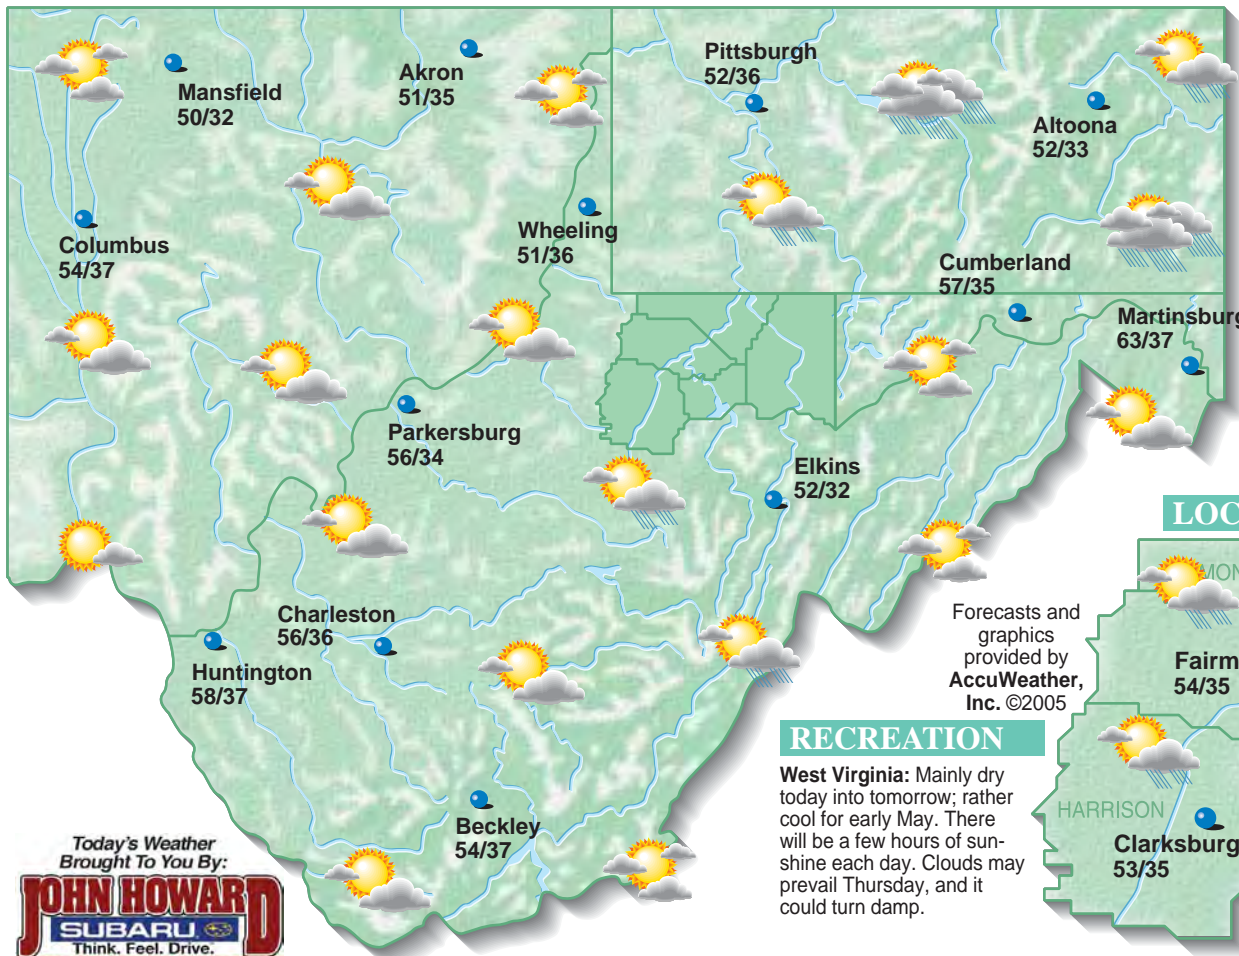 Mansfield
50/32
Akron
51/35
Pittsburgh
52/36
Altoona
52/33
Columbus
54/37
Wheeling
51/36
Cumberland
57/35
Martinsburg
63/37
Parkersburg
56/34
Elkins
52/32
Charleston
56/36
Huntington
58/37
Beckley
54/37
Forecasts and
graphics
provided by
AccuWeather,
Inc. ©2005
RECREATION
West Virginia: Mainly dry
today into tomorrow; rather
cool for early May. There
will be a few hours of sun-
shine each day. Clouds may
prevail Thursday, and it
could turn damp.
LOC
MON
Fairm
54/35
HARRISON
Clarksburg
53/35
Today's Weather
Brought To You By:
JOHN HOWARD
SUBARU
Think. Feel. Drive.